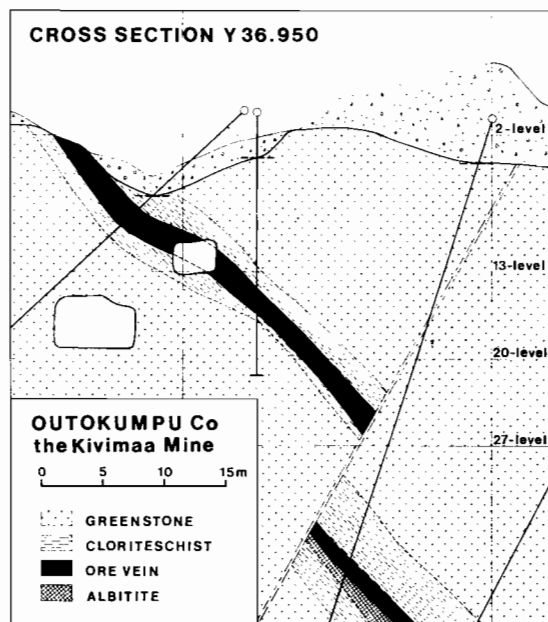 CROSS SECTION Y 36.950
2-level
13-level
20-level
27-level
OUTOKUMPU Co
the Kivimaa Mine
0 5 10 15m
GREENSTONE
CLORITESCHIST
ORE VEIN
ALBITITE